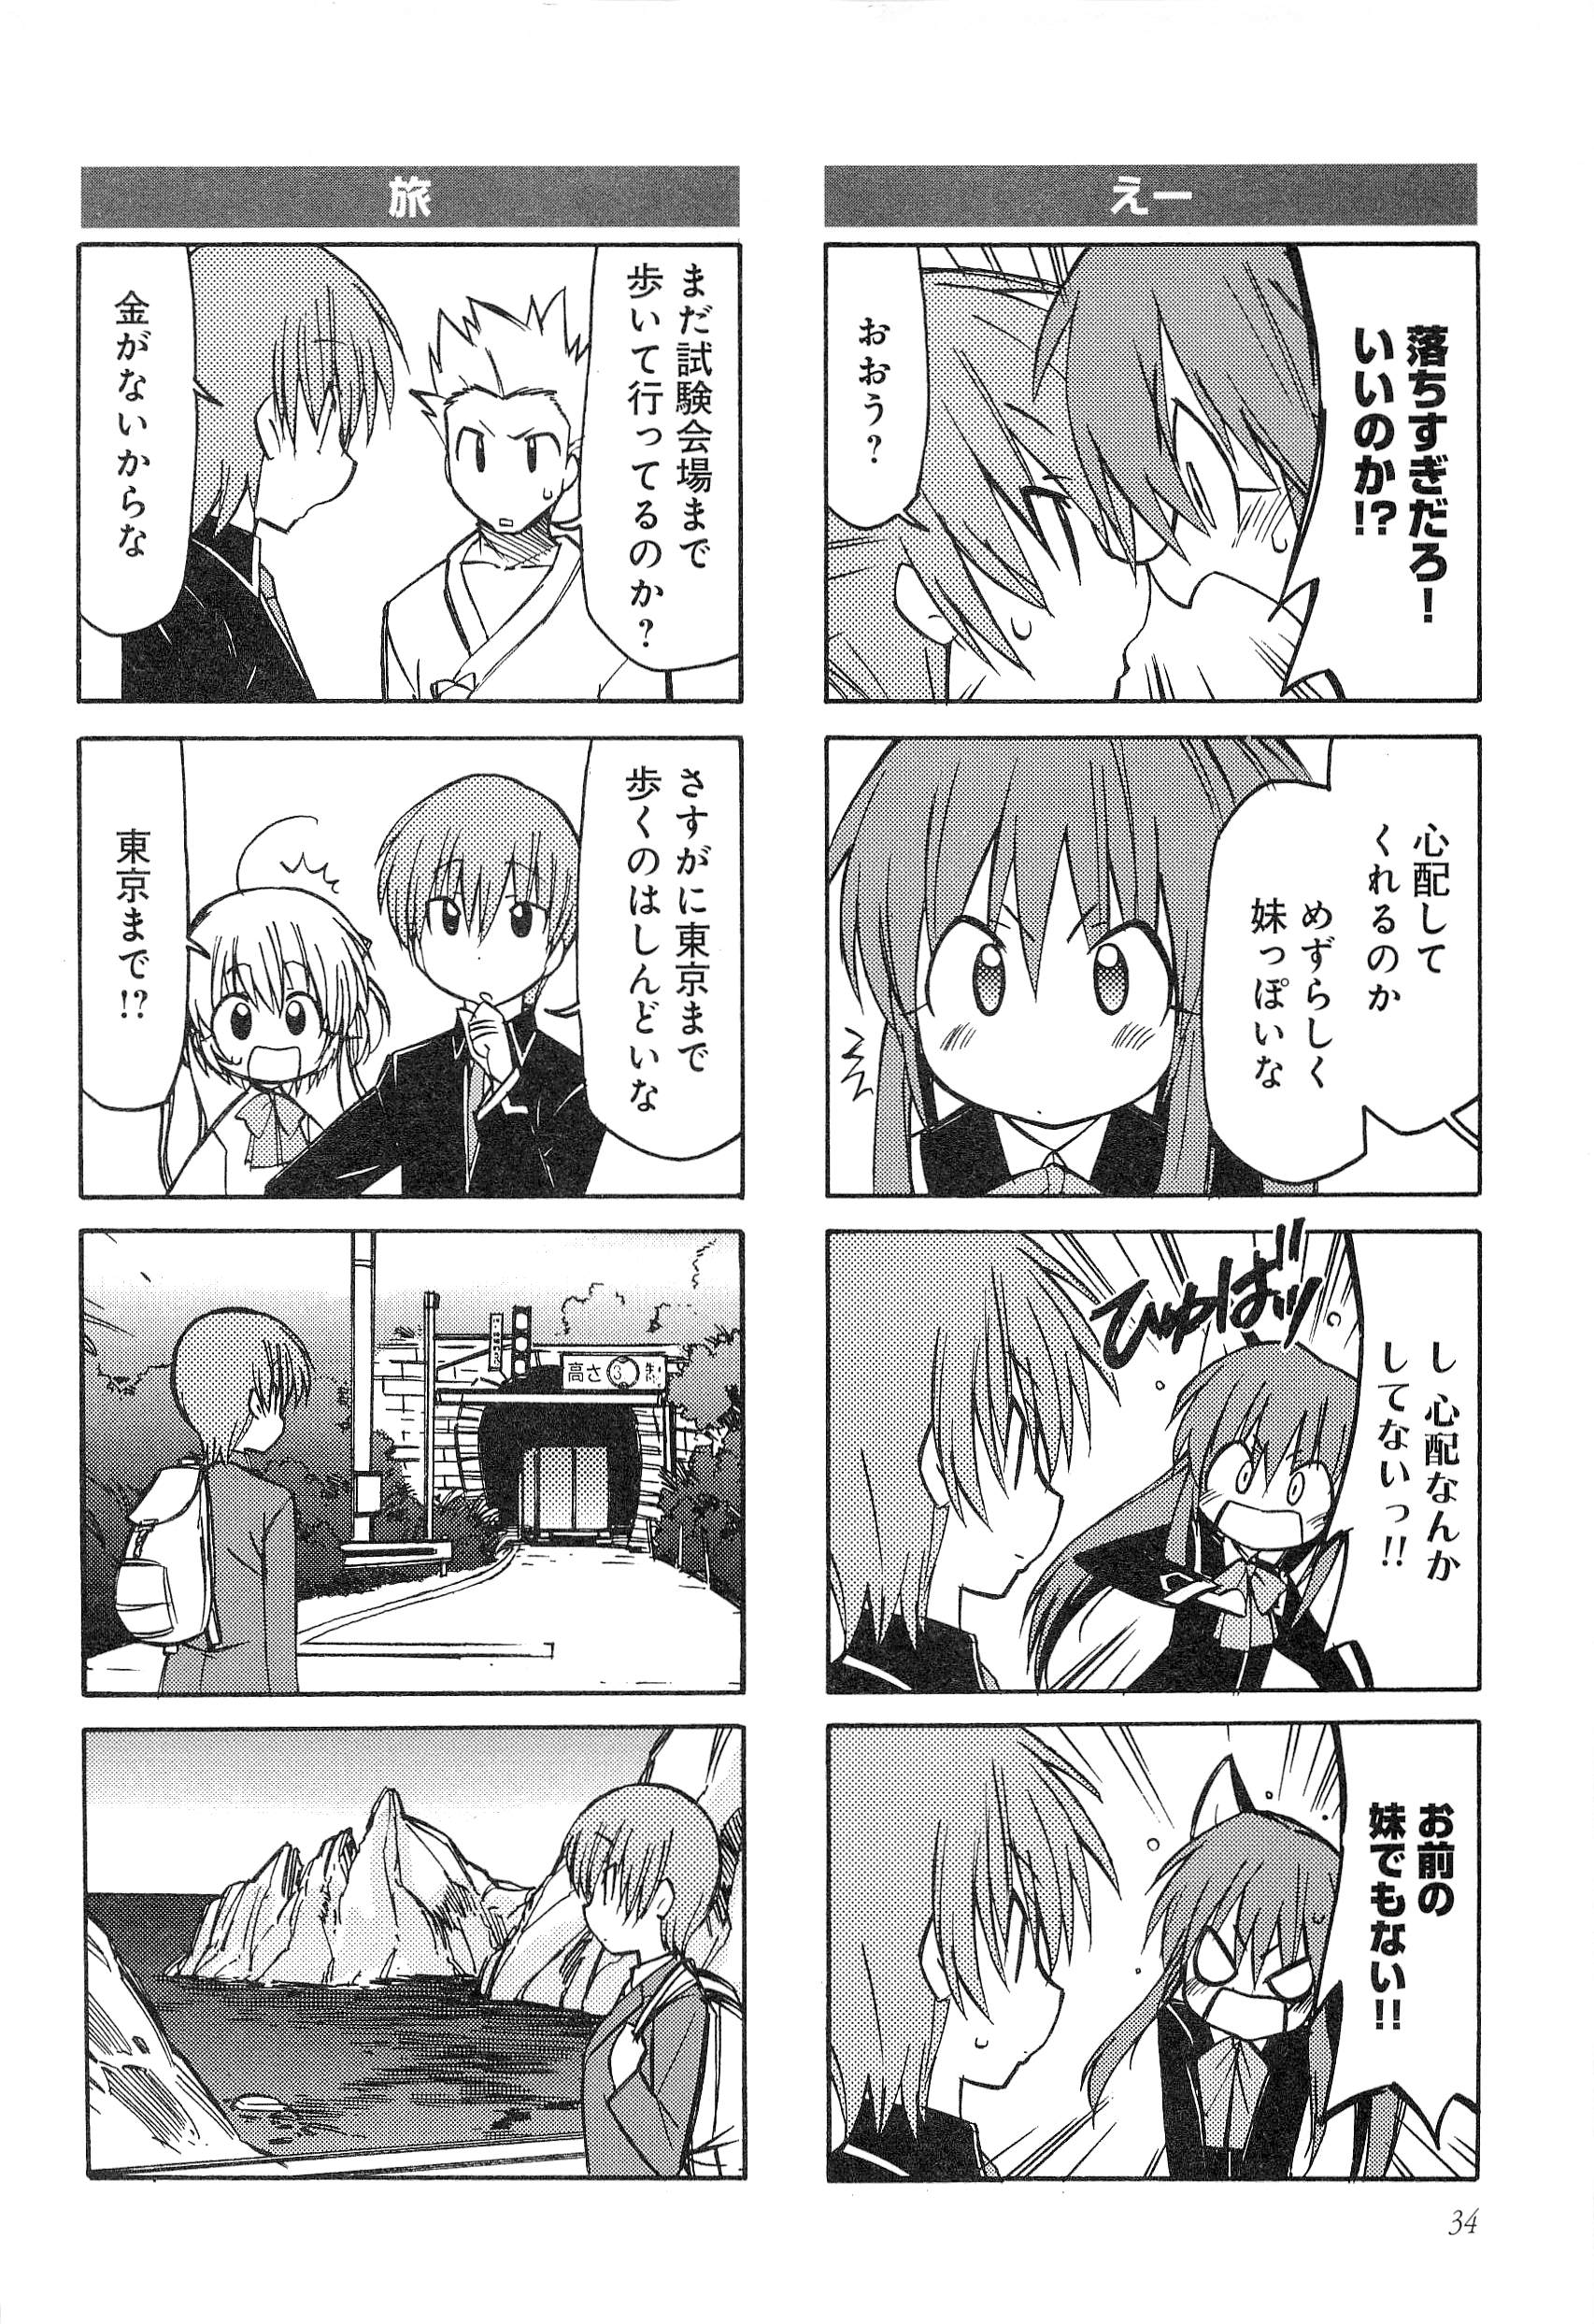 えー
落ちすぎだろ！
いいのか!?
おおう？
心配して
くれるのか
めずらしく
妹っぽいな
ひゅばッ
し 心配なんか
してないっ!!
お前の
妹でもない!!
旅
まだ試験会場まで
歩いて行ってるのか？
金がないからな
さすがに東京まで
歩くのはしんどいな
東京まで!?
高さ3
34